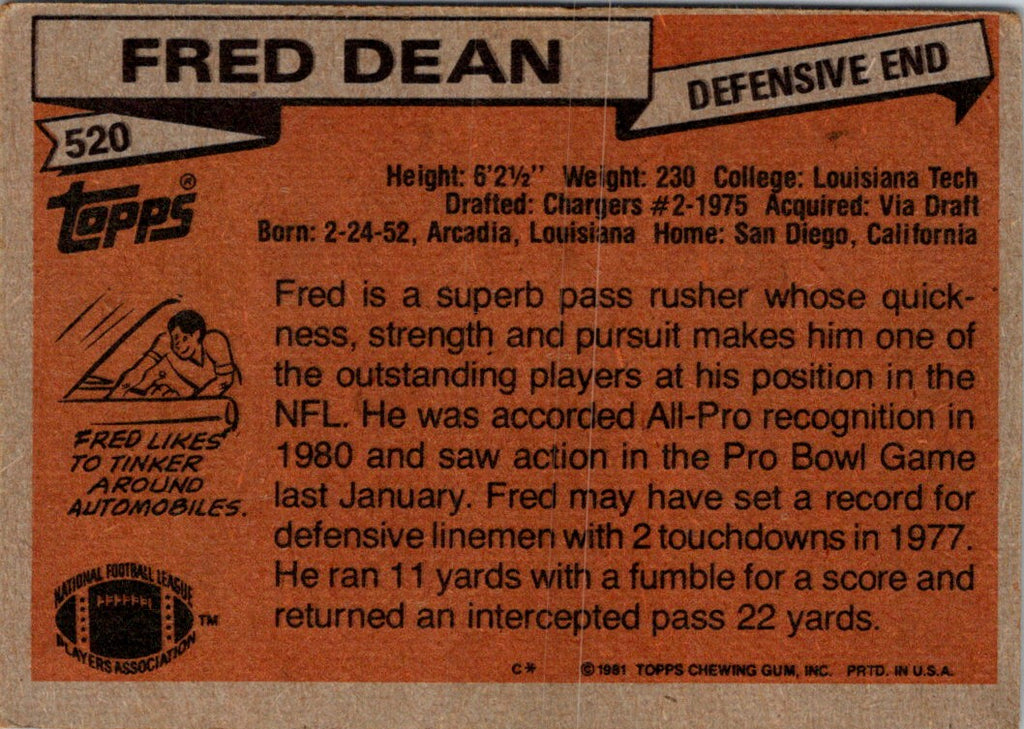 FRED DEAN
DEFENSIVE END
520
topps®
Height: 6'2½" Weight: 230 College: Louisiana Tech
Drafted: Chargers #2-1975 Acquired: Via Draft
Born: 2-24-52, Arcadia, Louisiana Home: San Diego, California
Fred is a superb pass rusher whose quick-
ness, strength and pursuit makes him one of
the outstanding players at his position in the
NFL. He was accorded All-Pro recognition in
1980 and saw action in the Pro Bowl Game
last January. Fred may have set a record for
defensive linemen with 2 touchdowns in 1977.
He ran 11 yards with a fumble for a score and
returned an intercepted pass 22 yards.
FRED LIKES
TO TINKER
AROUND
AUTOMOBILES.
NATIONAL FOOTBALL LEAGUE
PLAYERS ASSOCIATION
™
C* ©1981 TOPPS CHEWING GUM, INC. PRTD. IN U.S.A.